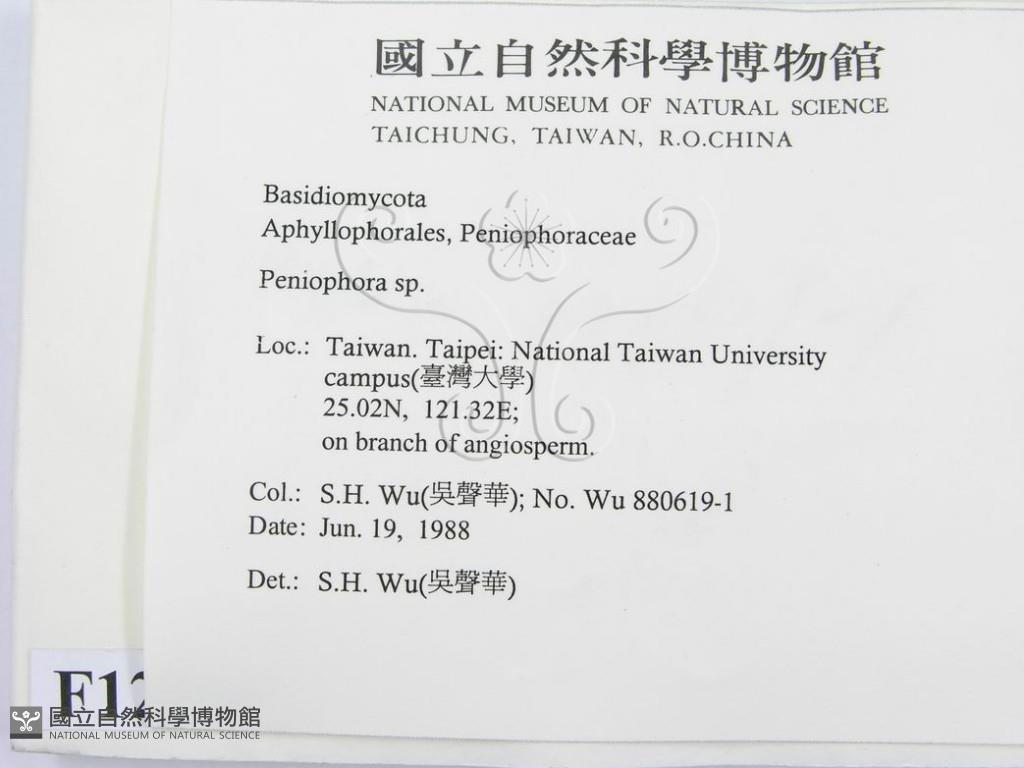 國立自然科學博物館
NATIONAL MUSEUM OF NATURAL SCIENCE
TAICHUNG, TAIWAN, R.O.CHINA
Basidiomycota
Aphyllophorales, Peniophoraceae
Peniophora sp.
Loc.: Taiwan. Taipei: National Taiwan University
campus(臺灣大學)
25.02N, 121.32E;
on branch of angiosperm.
Col.: S.H. Wu(吳聲華); No. Wu 880619-1
Date: Jun. 19, 1988
Det.: S.H. Wu(吳聲華)
F12
國立自然科學博物館
NATIONAL MUSEUM OF NATURAL SCIENCE